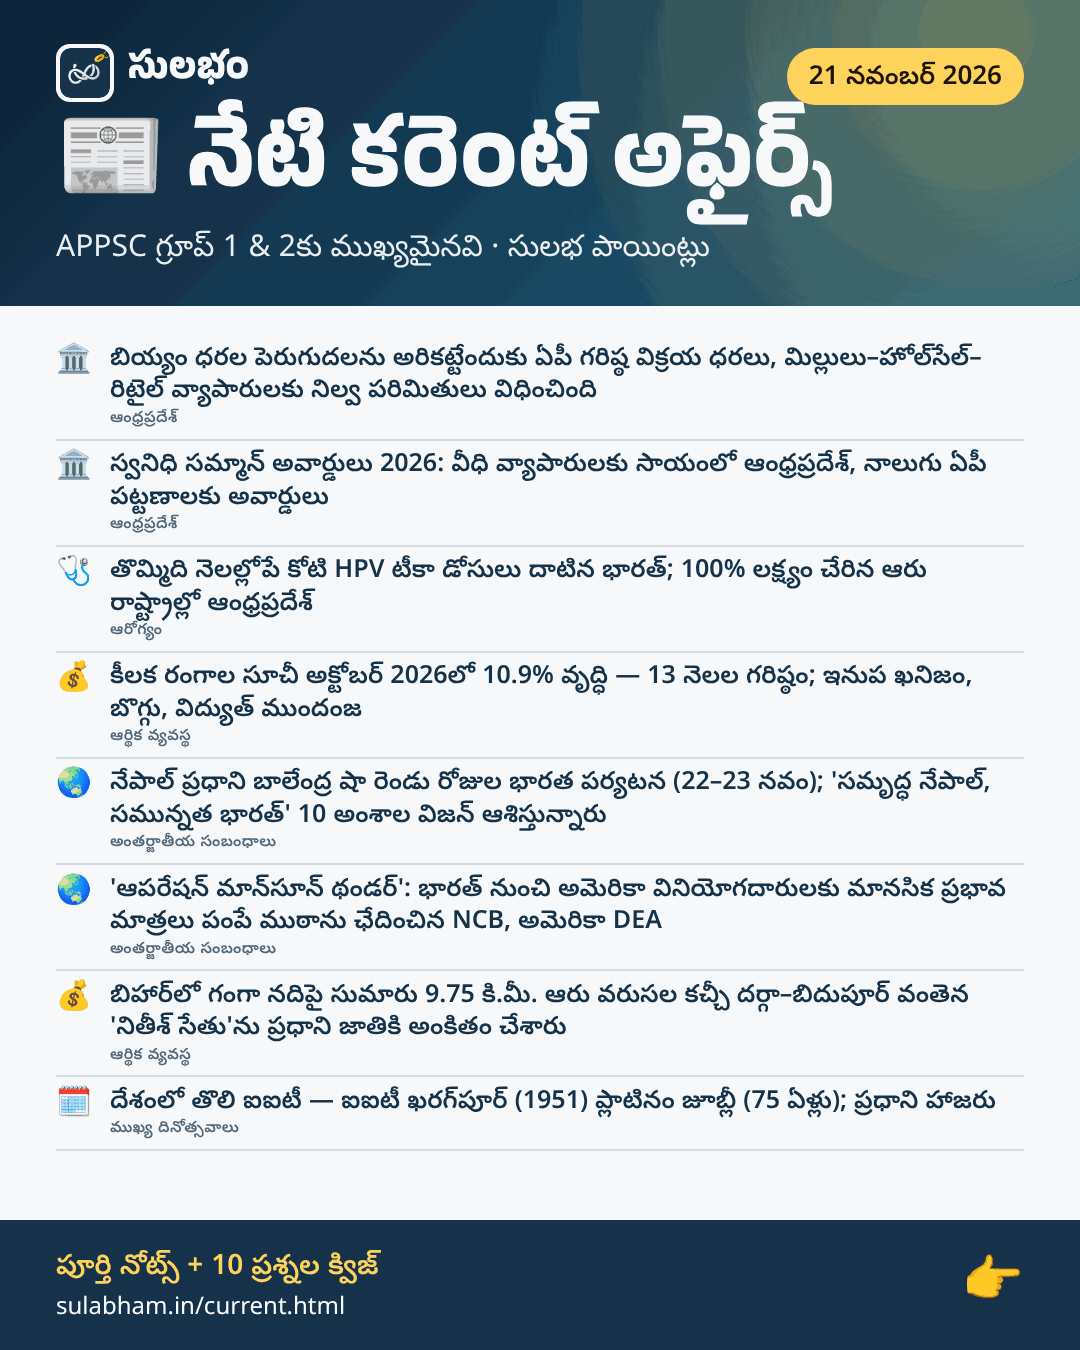 సులభం
21 నవంబర్ 2026
నేటి కరెంట్ అఫైర్స్
APPSC గ్రూప్ 1 & 2కు ముఖ్యమైనవి · సులభ పాయింట్లు
బియ్యం ధరల పెరుగుదలను అరికట్టేందుకు ఏపీ గరిష్ఠ విక్రయ ధరలు, మిల్లులు–హోల్‌సేల్–
రిటైల్ వ్యాపారులకు నిల్వ పరిమితులు విధించింది
ఆంధ్రప్రదేశ్
స్వనిధి సమ్మాన్ అవార్డులు 2026: వీధి వ్యాపారులకు సాయంలో ఆంధ్రప్రదేశ్, నాలుగు ఏపీ
పట్టణాలకు అవార్డులు
ఆంధ్రప్రదేశ్
తొమ్మిది నెలల్లోపే కోటి HPV టీకా డోసులు దాటిన భారత్; 100% లక్ష్యం చేరిన ఆరు
రాష్ట్రాల్లో ఆంధ్రప్రదేశ్
ఆరోగ్యం
కీలక రంగాల సూచీ అక్టోబర్ 2026లో 10.9% వృద్ధి — 13 నెలల గరిష్ఠం; ఇనుప ఖనిజం,
బొగ్గు, విద్యుత్ ముందంజ
ఆర్థిక వ్యవస్థ
నేపాల్ ప్రధాని బాలేంద్ర షా రెండు రోజుల భారత పర్యటన (22–23 నవం); 'సమృద్ధ నేపాల్,
సమున్నత భారత్' 10 అంశాల విజన్ ఆశిస్తున్నారు
అంతర్జాతీయ సంబంధాలు
'ఆపరేషన్ మాన్‌సూన్ థండర్': భారత్ నుంచి అమెరికా వినియోగదారులకు మానసిక ప్రభావ
మాత్రలు పంపే ముఠాను ఛేదించిన NCB, అమెరికా DEA
అంతర్జాతీయ సంబంధాలు
బిహార్‌లో గంగా నదిపై సుమారు 9.75 కి.మీ. ఆరు వరుసల కచ్చీ దర్గా–బిదుపూర్ వంతెన
'నితీశ్ సేతు'ను ప్రధాని జాతికి అంకితం చేశారు
ఆర్థిక వ్యవస్థ
దేశంలో తొలి ఐఐటీ — ఐఐటీ ఖరగ్‌పూర్ (1951) ప్లాటినం జూబ్లీ (75 ఏళ్లు); ప్రధాని హాజరు
ముఖ్య దినోత్సవాలు
పూర్తి నోట్స్ + 10 ప్రశ్నల క్విజ్
sulabham.in/current.html